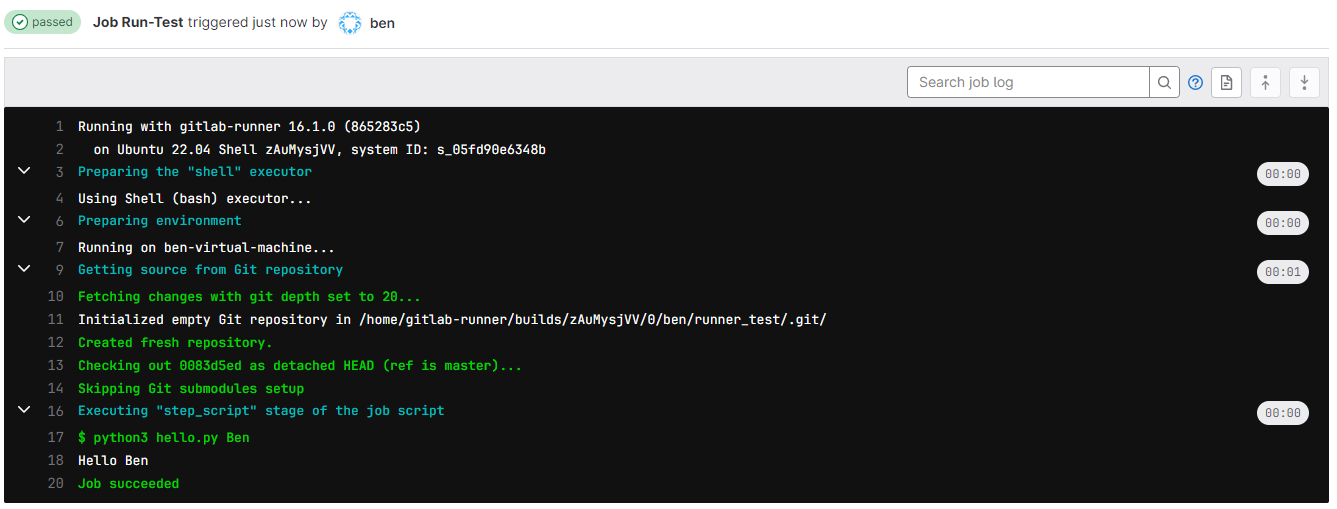 passed Job Run-Test triggered just now by ben
Search job log
1 Running with gitlab-runner 16.1.0 (865283c5)
2 on Ubuntu 22.04 Shell zAuMysjVV, system ID: s_05fd90e6348b
3 Preparing the "shell" executor 00:00
4 Using Shell (bash) executor...
6 Preparing environment 00:00
7 Running on ben-virtual-machine...
9 Getting source from Git repository 00:01
10 Fetching changes with git depth set to 20...
11 Initialized empty Git repository in /home/gitlab-runner/builds/zAuMysjVV/0/ben/runner_test/.git/
12 Created fresh repository.
13 Checking out 0083d5ed as detached HEAD (ref is master)...
14 Skipping Git submodules setup
16 Executing "step_script" stage of the job script 00:00
17 $ python3 hello.py Ben
18 Hello Ben
20 Job succeeded